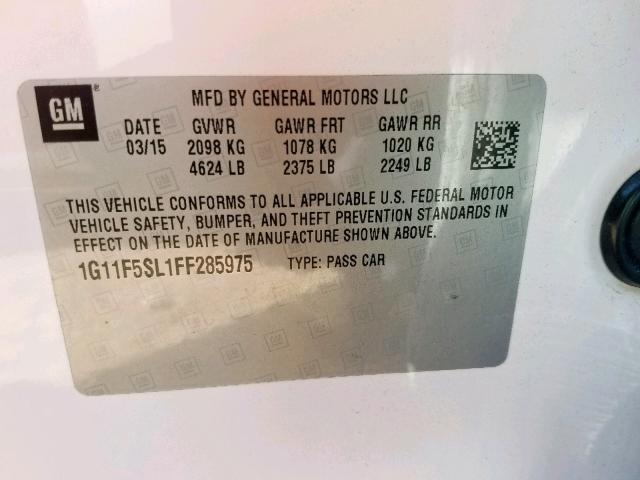 GM MFD BY GENERAL MOTORS LLC
DATE GVWR GAWR FRT GAWR RR
03/15 2098 KG 1078 KG 1020 KG
4624 LB 2375 LB 2249 LB
THIS VEHICLE CONFORMS TO ALL APPLICABLE U.S. FEDERAL MOTOR
VEHICLE SAFETY, BUMPER, AND THEFT PREVENTION STANDARDS IN
EFFECT ON THE DATE OF MANUFACTURE SHOWN ABOVE.
1G11F5SL1FF285975 TYPE: PASS CAR